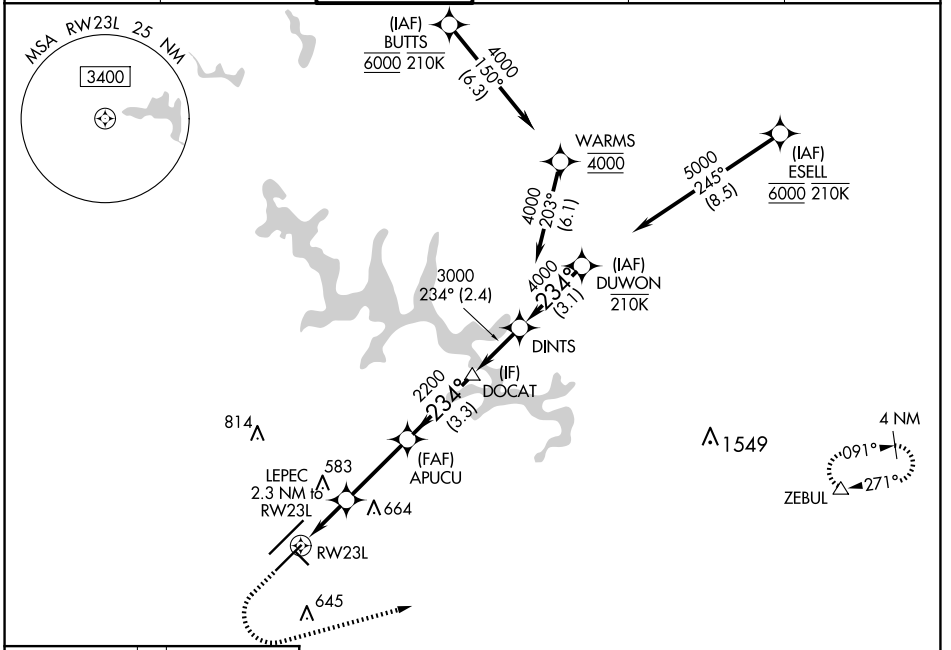 MSA RW23L 25 NM
3400
(IAF)
BUTTS
6000 210K
4000
150°
(6.3)
WARMS
4000
5000
245°
(8.5)
(IAF)
ESELL
6000 210K
4000
203°
(6.1)
3000
234° (2.4)
4000
234°
(3.1)
(IAF)
DUWON
210K
DINTS
(IF)
DOCAT
2200
234°
(3.3)
(FAF)
APUCU
814
583
LEPEC
2.3 NM to
RW23L
664
RW23L
645
1549
4 NM
091°
271°
ZEBUL